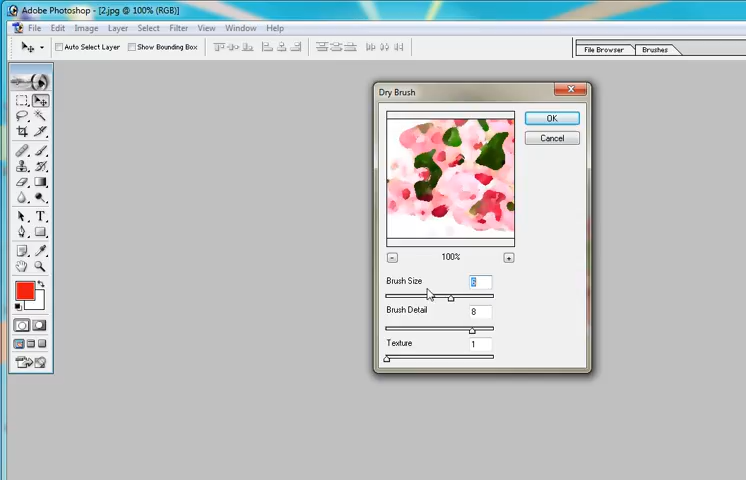 Adobe Photoshop - [2.jpg @ 100% (RGB)]
File Edit Image Layer Select Filter View Window Help
Auto Select Layer Show Bounding Box
File Browser Brushes
Dry Brush
OK
Cancel
100%
Brush Size 6
Brush Detail 8
Texture 1